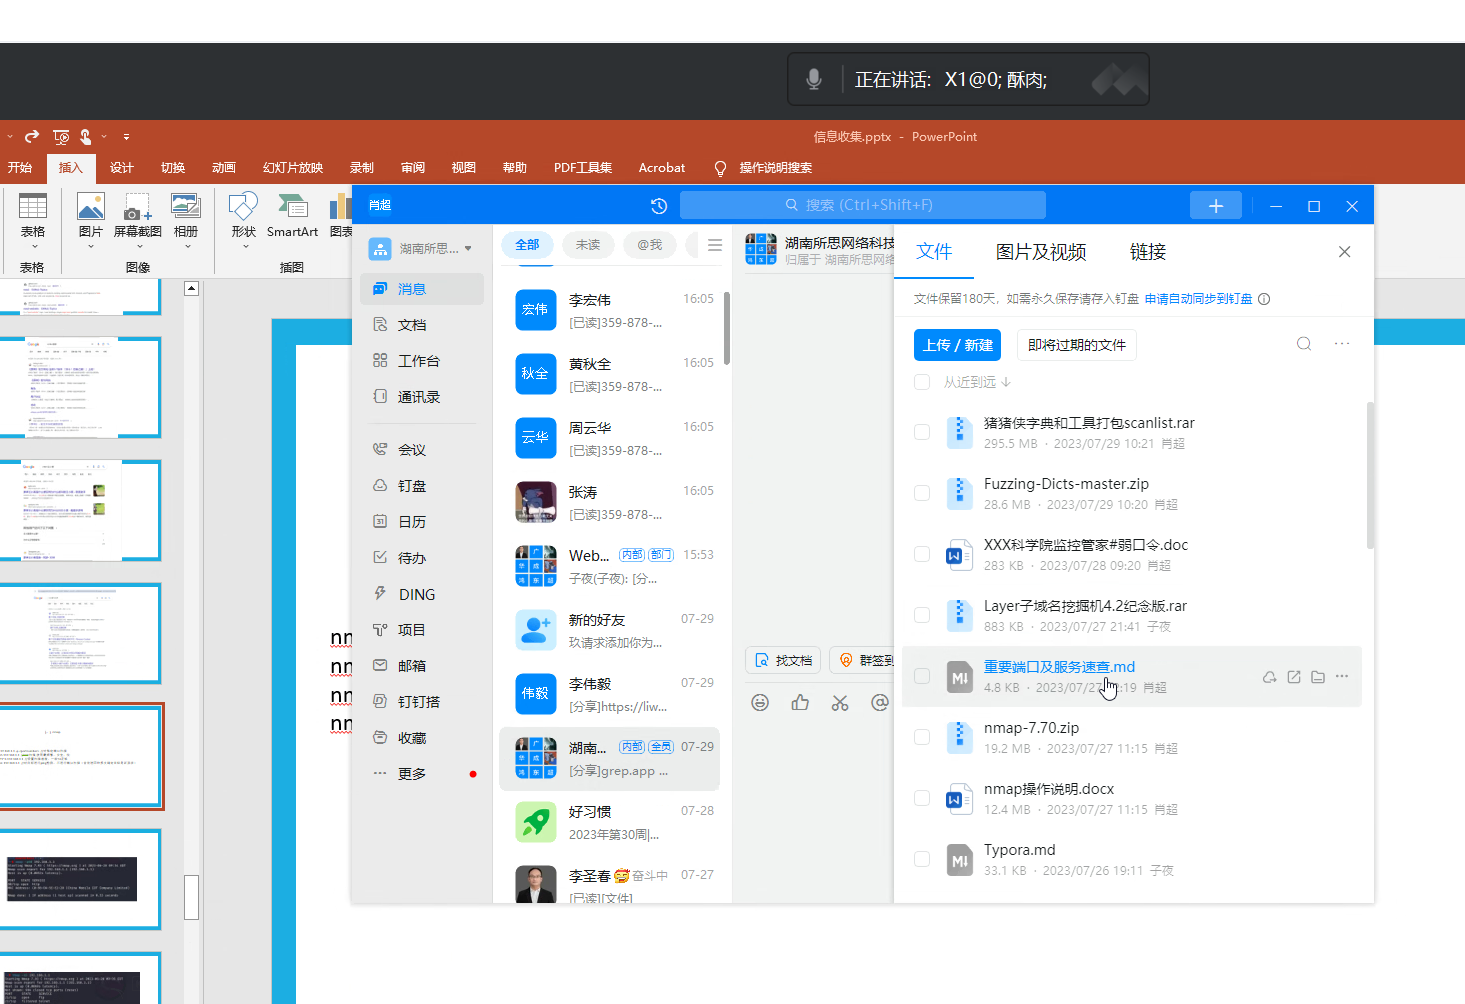 正在讲话: X1@0; 酥肉;
信息收集.pptx - PowerPoint
开始 插入 设计 切换 动画 幻灯片放映 录制 审阅 视图 帮助 PDF工具集 Acrobat 操作说明搜索
表格 图片 屏幕截图 相册 形状 SmartArt 图表
表格 图像 插图
肖超
搜索 (Ctrl+Shift+F)
湖南所思...
消息
文档
工作台
通讯录
会议
钉盘
31
日历
待办
DING
项目
邮箱
钉钉搭
收藏
更多
全部 未读 @我
宏伟 李宏伟 16:05
[已读]359-878-...
秋全 黄秋全 16:05
[已读]359-878-...
云华 周云华 16:05
[已读]359-878-...
张涛 16:05
[已读]359-878-...
Web... 内部 部门 15:53
子夜(子夜): [分...
新的好友 07-29
玖请求添加你为...
伟毅 李伟毅 07-29
[分享]https://liw...
湖南... 内部 全员 07-29
[分享]grep.app ...
好习惯 07-28
2023年第30周|...
李圣春 奋斗中 07-27
[已读][文件]
湖南所思网络科技
归属于 湖南所思网络
找文档 群签到
文件 图片及视频 链接
文件保留180天，如需永久保存请存入钉盘 申请自动同步到钉盘
上传 / 新建 即将过期的文件
从近到远
猪猪侠字典和工具打包scanlist.rar
295.5 MB · 2023/07/29 10:21 肖超
Fuzzing-Dicts-master.zip
28.6 MB · 2023/07/29 10:20 肖超
XXX科学院监控管家#弱口令.doc
283 KB · 2023/07/28 09:20 肖超
Layer子域名挖掘机4.2纪念版.rar
883 KB · 2023/07/27 21:41 子夜
重要端口及服务速查.md
4.8 KB · 2023/07/27 :19 肖超
nmap-7.70.zip
19.2 MB · 2023/07/27 11:15 肖超
nmap操作说明.docx
12.4 MB · 2023/07/27 11:15 肖超
Typora.md
33.1 KB · 2023/07/26 19:11 子夜
nn
nn
nn
nn